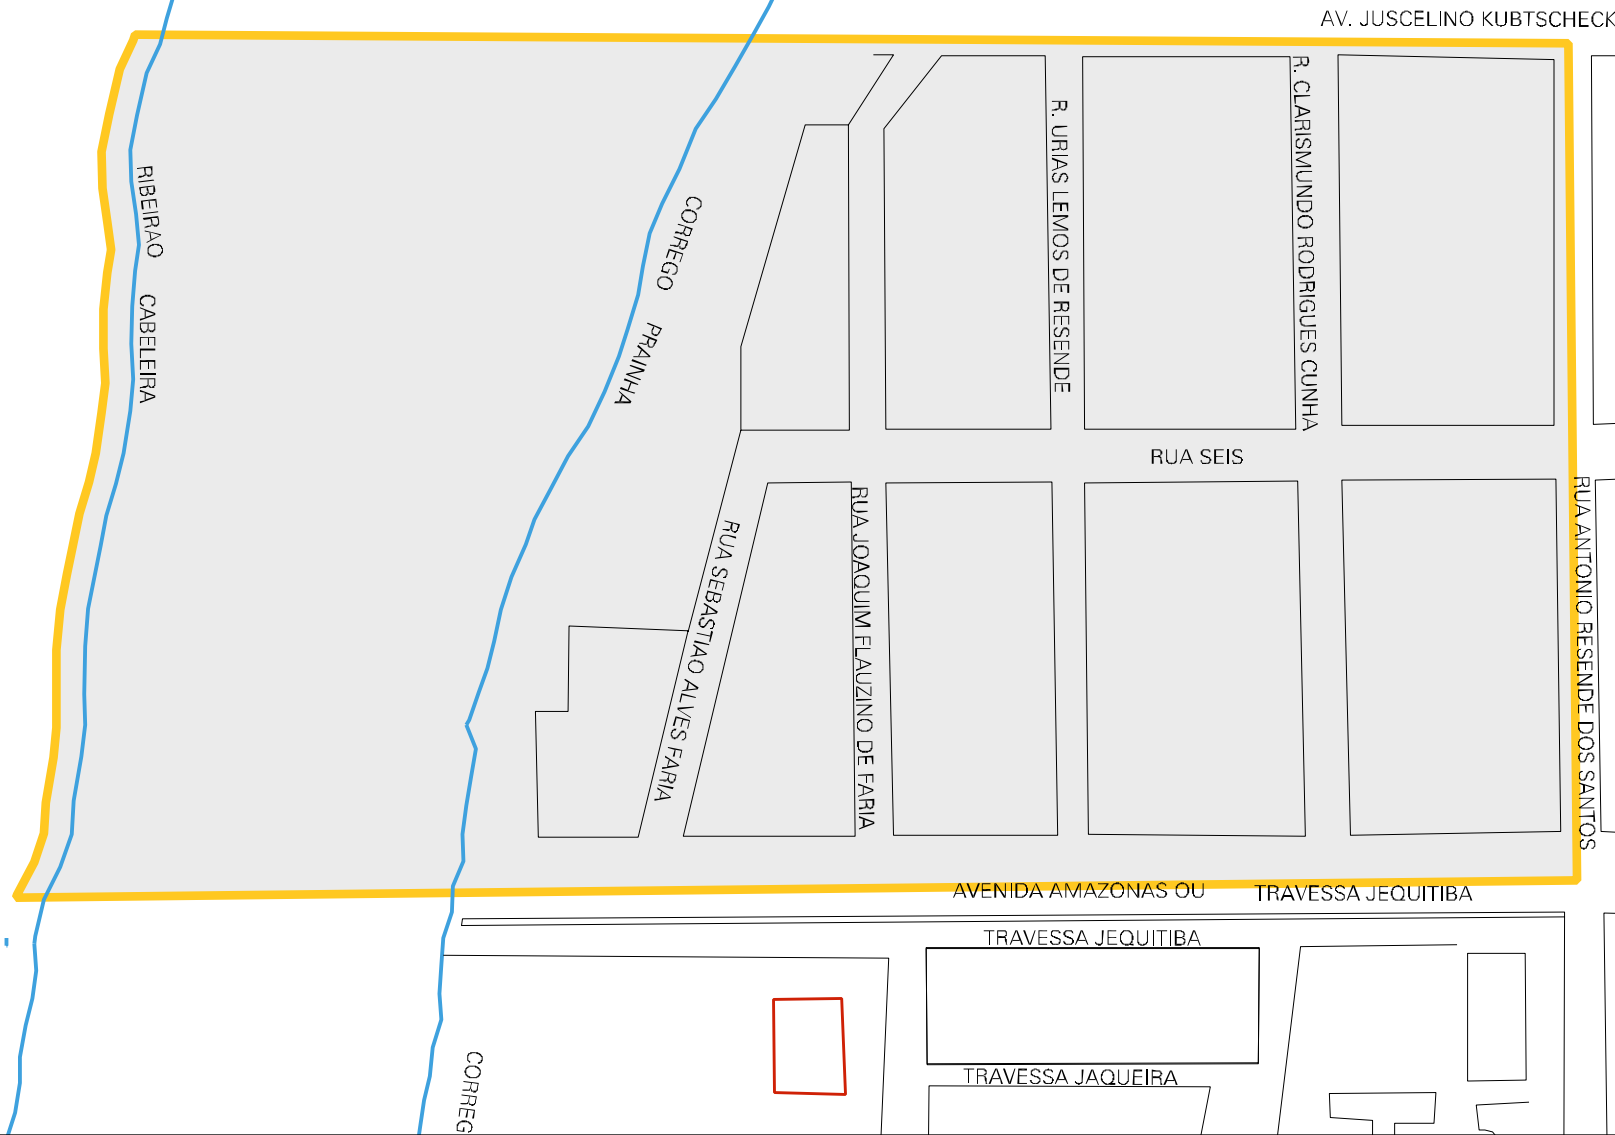 AV. JUSCELINO KUBTSCHECK
RIBEIRAO CABELEIRA
CORREGO PRAINHA
R. URIAS LEMOS DE RESENDE
R. CLARISMUNDO RODRIGUES CUNHA
RUA SEIS
RUA SEBASTIAO ALVES FARIA
RUA JOAQUIM FLAUZINO DE FARIA
RUA ANTONIO RESENDE DOS SANTOS
AVENIDA AMAZONAS OU TRAVESSA JEQUITIBA
TRAVESSA JEQUITIBA
TRAVESSA JAQUEIRA
CORREG